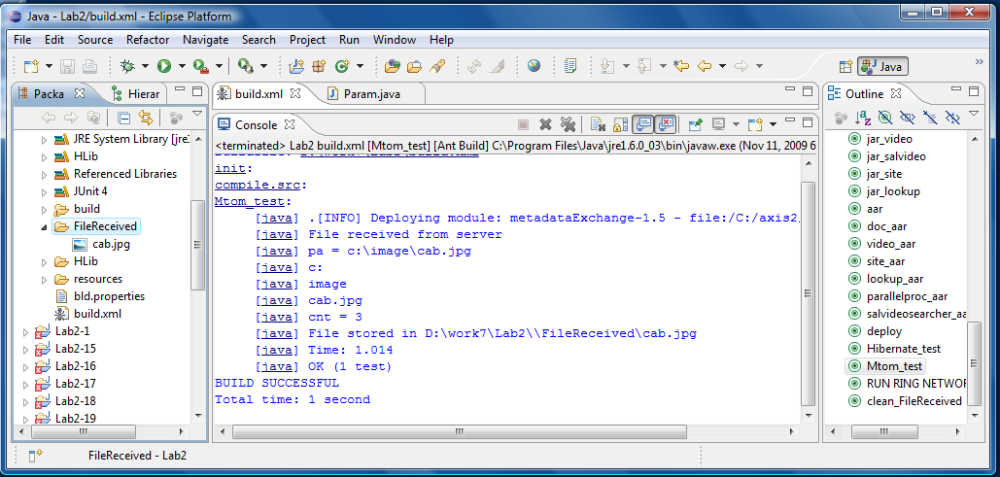 Java - Lab2/build.xml - Eclipse Platform
File Edit Source Refactor Navigate Search Project Run Window Help
Java
Packa
Hierar
JRE System Library [jre1
HLib
Referenced Libraries
JUnit 4
build
FileReceived
cab.jpg
HLib
resources
bld.properties
build.xml
Lab2-1
Lab2-15
Lab2-16
Lab2-17
Lab2-18
Lab2-19
build.xml
Param.java
Console
<terminated> Lab2 build.xml [Mtom_test] [Ant Build] C:\Program Files\Java\jre1.6.0_03\bin\javaw.exe (Nov 11, 2009 6
init:
compile.src:
Mtom_test:
[java] .[INFO] Deploying module: metadataExchange-1.5 - file:/C:/axis2,
[java] File received from server
[java] pa = c:\image\cab.jpg
[java] c:
[java] image
[java] cab.jpg
[java] cnt = 3
[java] File stored in D:\work7\Lab2\\FileReceived\cab.jpg
[java] Time: 1.014
[java] OK (1 test)
BUILD SUCCESSFUL
Total time: 1 second
Outline
jar_video
jar_salvideo
jar_site
jar_lookup
aar
doc_aar
video_aar
site_aar
lookup_aar
parallelproc_aar
salvideosearcher_aa
deploy
Hibernate_test
Mtom_test
RUN RING NETWOR
clean_FileReceived
FileReceived - Lab2